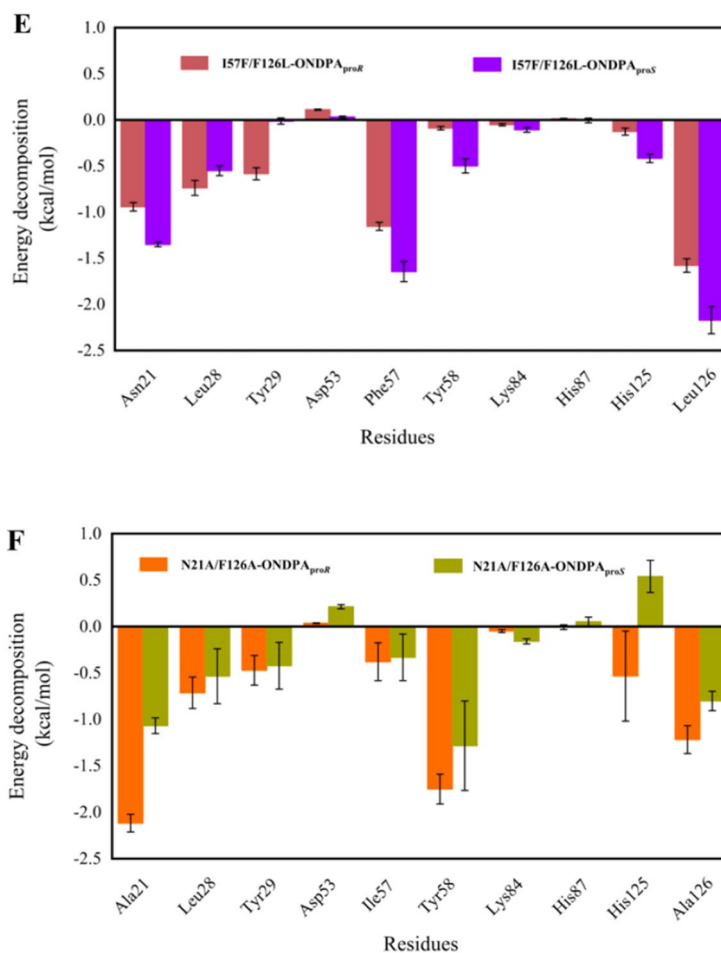 E
I57F/F126L-ONDPAproR
I57F/F126L-ONDPAproS
1.0
0.5
0.0
-0.5
-1.0
-1.5
-2.0
-2.5
Energy decomposition
(kcal/mol)
Asn21
Leu28
Tyr29
Asp53
Phe57
Tyr58
Lys84
His87
His125
Leu126
Residues
F
N21A/F126A-ONDPAproR
N21A/F126A-ONDPAproS
1.0
0.5
0.0
-0.5
-1.0
-1.5
-2.0
-2.5
Energy decomposition
(kcal/mol)
Ala21
Leu28
Tyr29
Asp53
Ile57
Tyr58
Lys84
His87
His125
Ala126
Residues